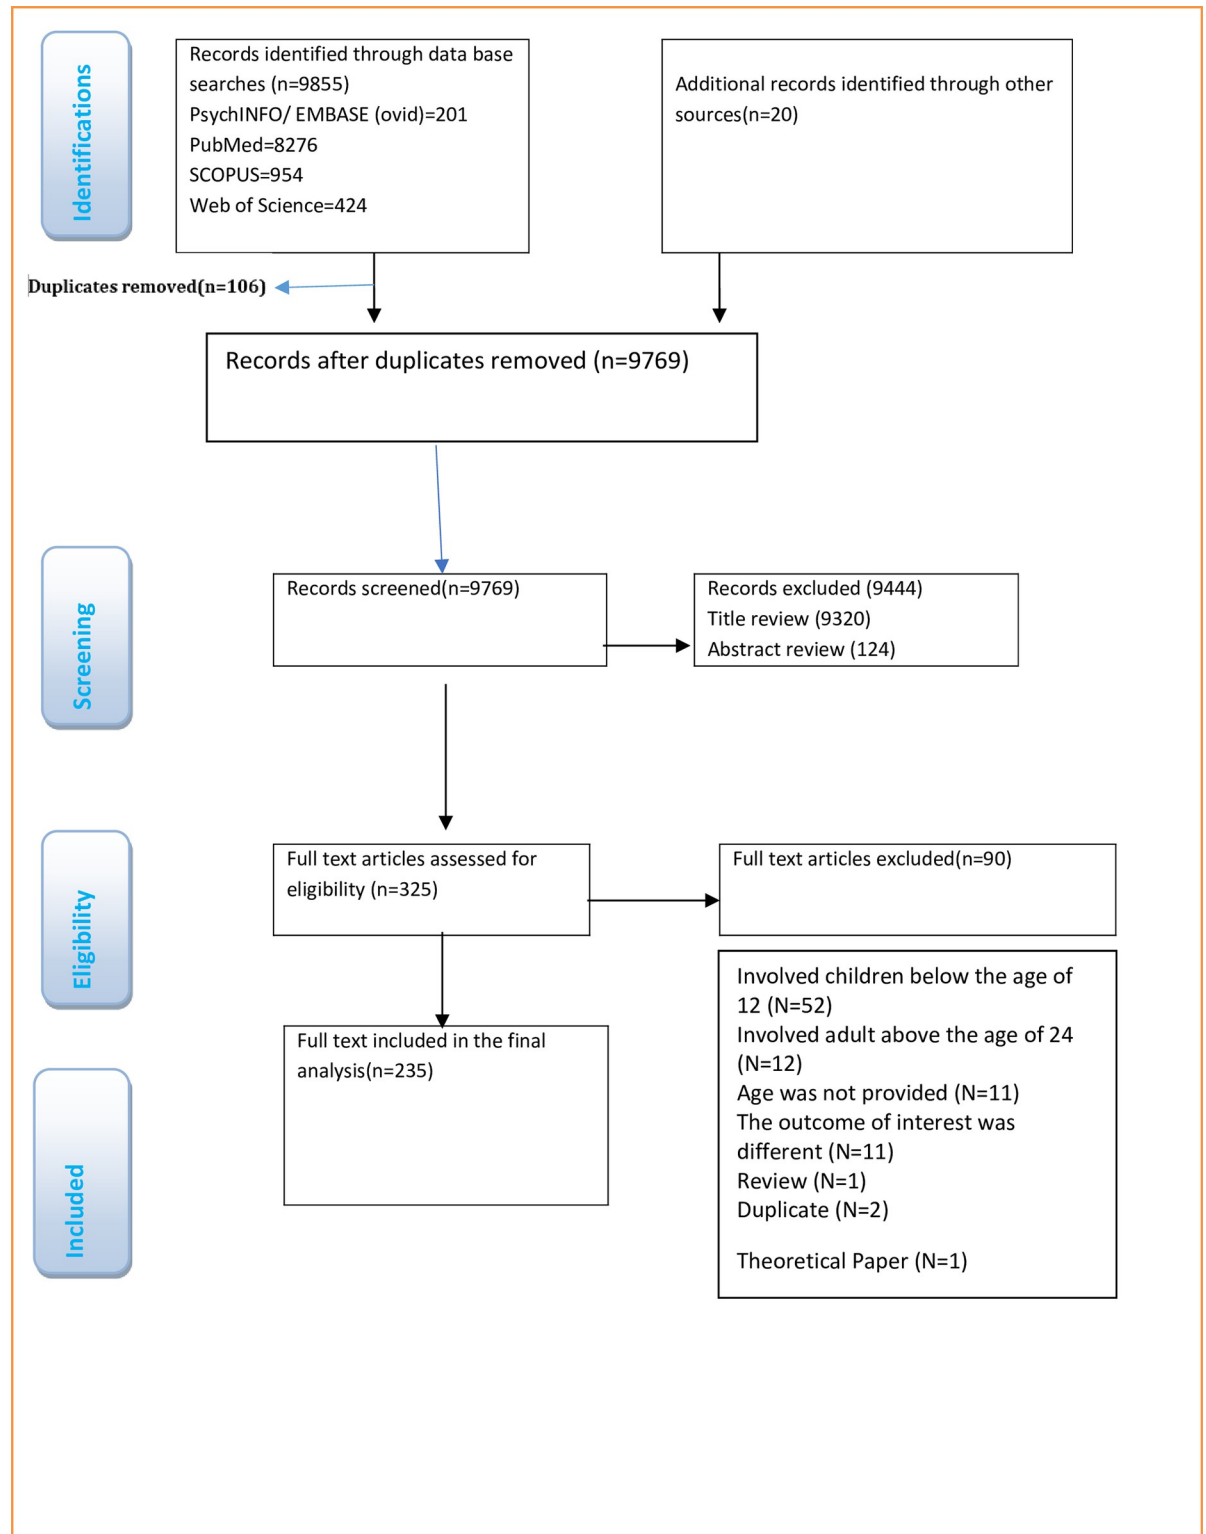 Identifications
Records identified through data base
searches (n=9855)
PsychINFO/ EMBASE (ovid)=201
PubMed=8276
SCOPUS=954
Web of Science=424
Additional records identified through other
sources(n=20)
Duplicates removed(n=106)
Records after duplicates removed (n=9769)
Screening
Records screened(n=9769)
Records excluded (9444)
Title review (9320)
Abstract review (124)
Eligibility
Full text articles assessed for
eligibility (n=325)
Full text articles excluded(n=90)
Involved children below the age of
12 (N=52)
Involved adult above the age of 24
(N=12)
Age was not provided (N=11)
The outcome of interest was
different (N=11)
Review (N=1)
Duplicate (N=2)
Theoretical Paper (N=1)
Included
Full text included in the final
analysis(n=235)